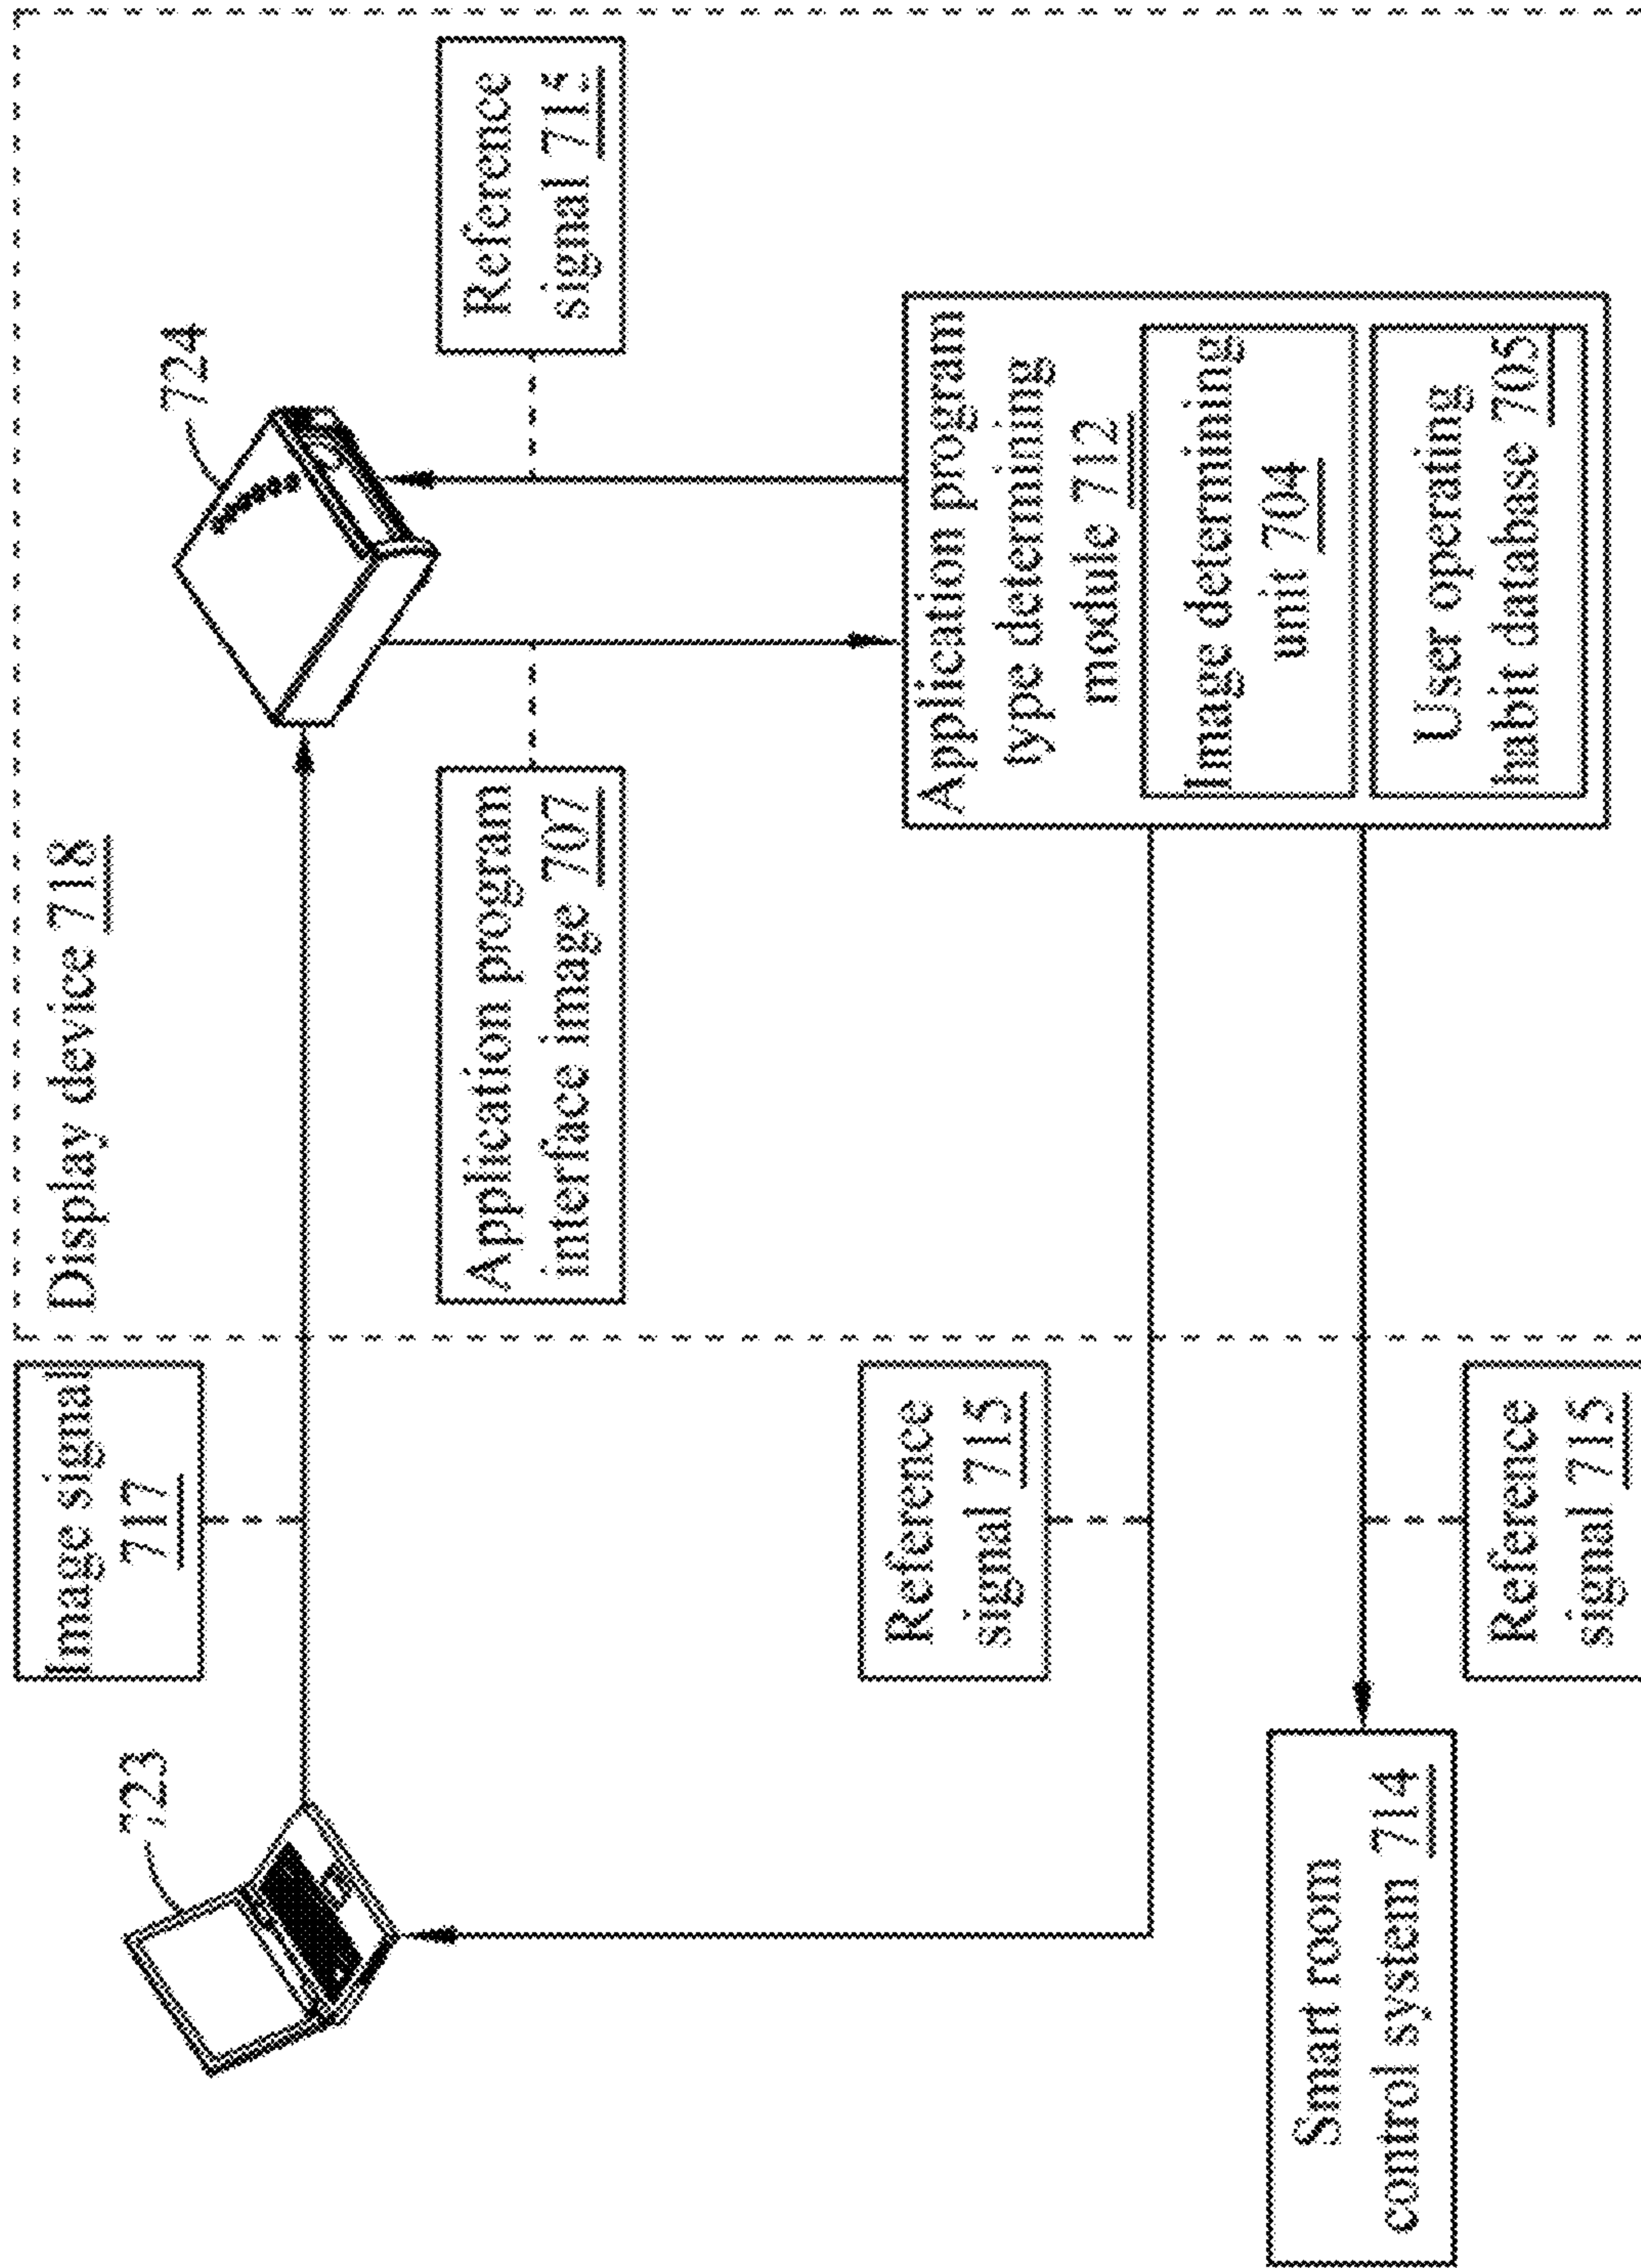 Display device 718
Image signal
717
723
724
Application program
interface image 707
Reference
signal 715
Reference
signal 715
Application program
type determining
module 712
Image determining
unit 704
User operating
habit database 705
Smart room
control system 714
Reference
signal 715